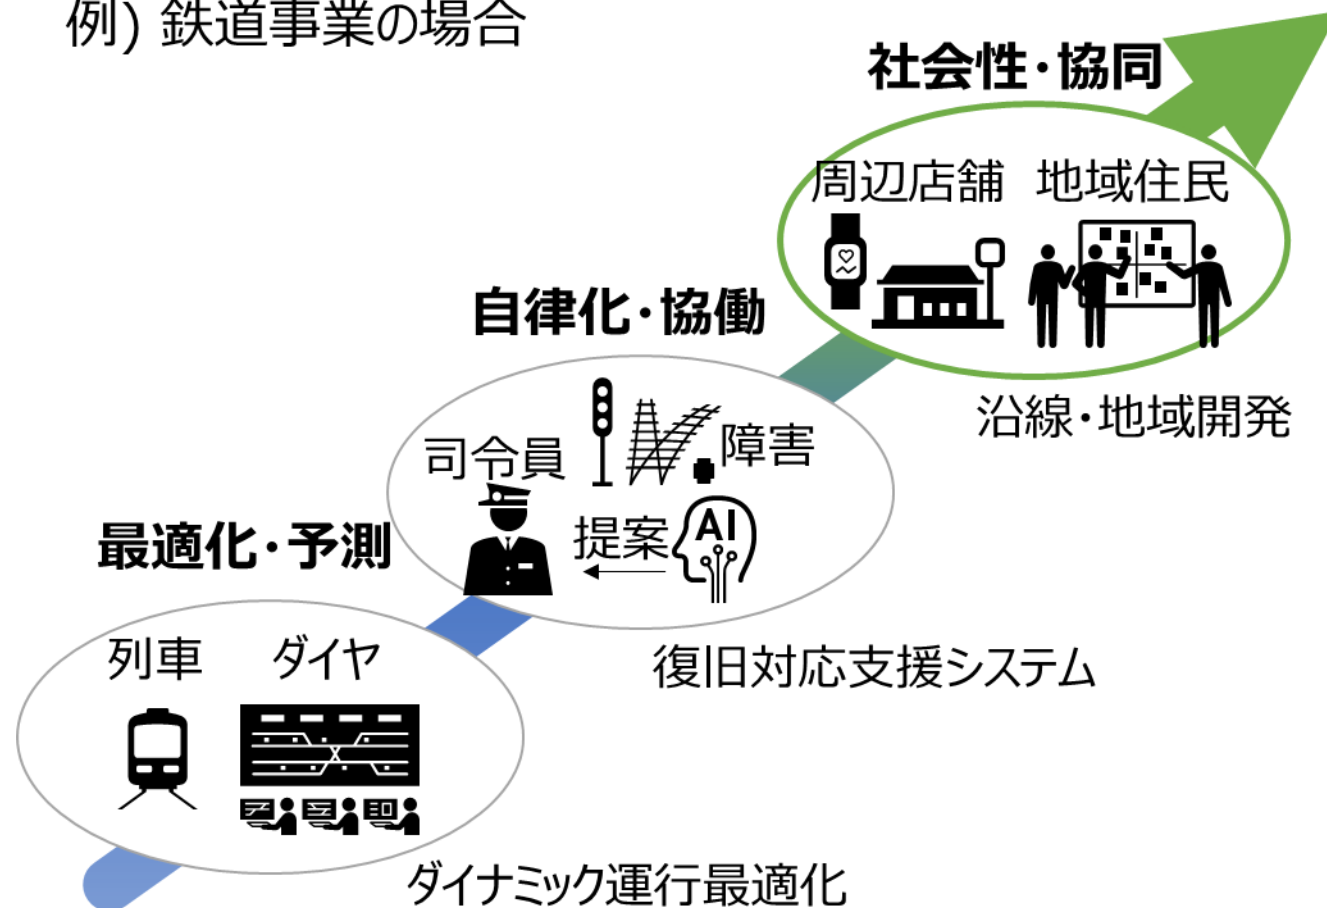 例) 鉄道事業の場合
社会性・協同
周辺店舗 地域住民
沿線・地域開発
自律化・協働
司令員 障害
提案 AI
復旧対応支援システム
最適化・予測
列車 ダイヤ
ダイナミック運行最適化